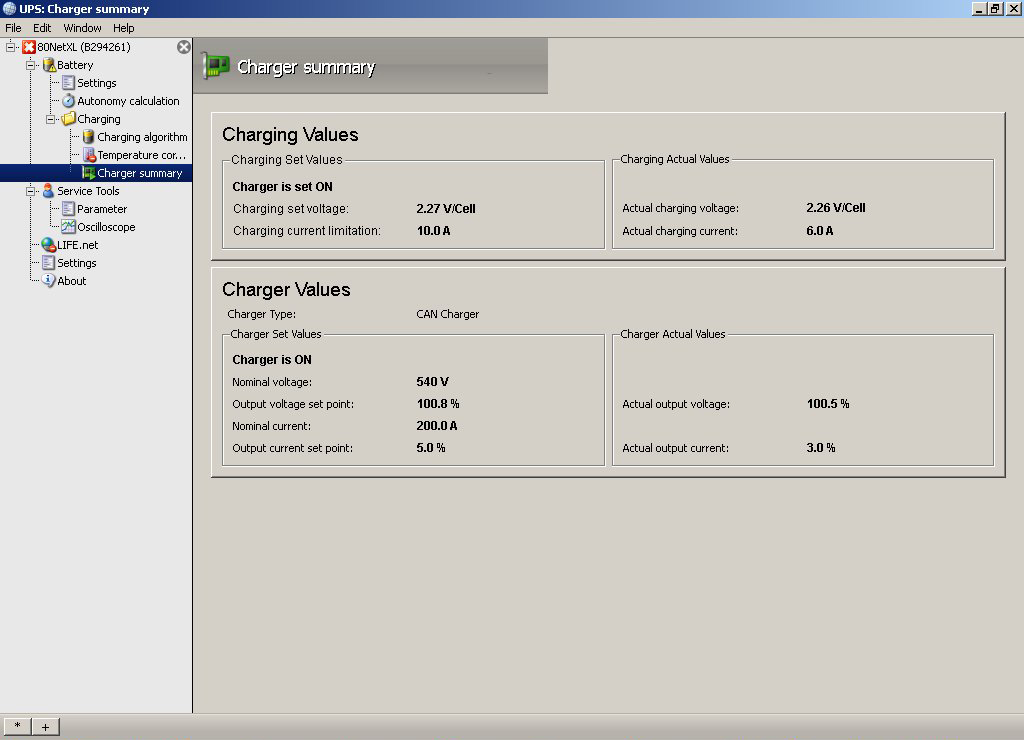 UPS: Charger summary
File Edit Window Help
80NetXL (B294261)
Battery
Settings
Autonomy calculation
Charging
Charging algorithm
Temperature cor...
Charger summary
Service Tools
Parameter
Oscilloscope
LIFE.net
Settings
About
Charger summary
Charging Values
Charging Set Values
Charger is set ON
Charging set voltage: 2.27 V/Cell
Charging current limitation: 10.0 A
Charging Actual Values
Actual charging voltage: 2.26 V/Cell
Actual charging current: 6.0 A
Charger Values
Charger Type: CAN Charger
Charger Set Values
Charger is ON
Nominal voltage: 540 V
Output voltage set point: 100.8 %
Nominal current: 200.0 A
Output current set point: 5.0 %
Charger Actual Values
Actual output voltage: 100.5 %
Actual output current: 3.0 %
* +